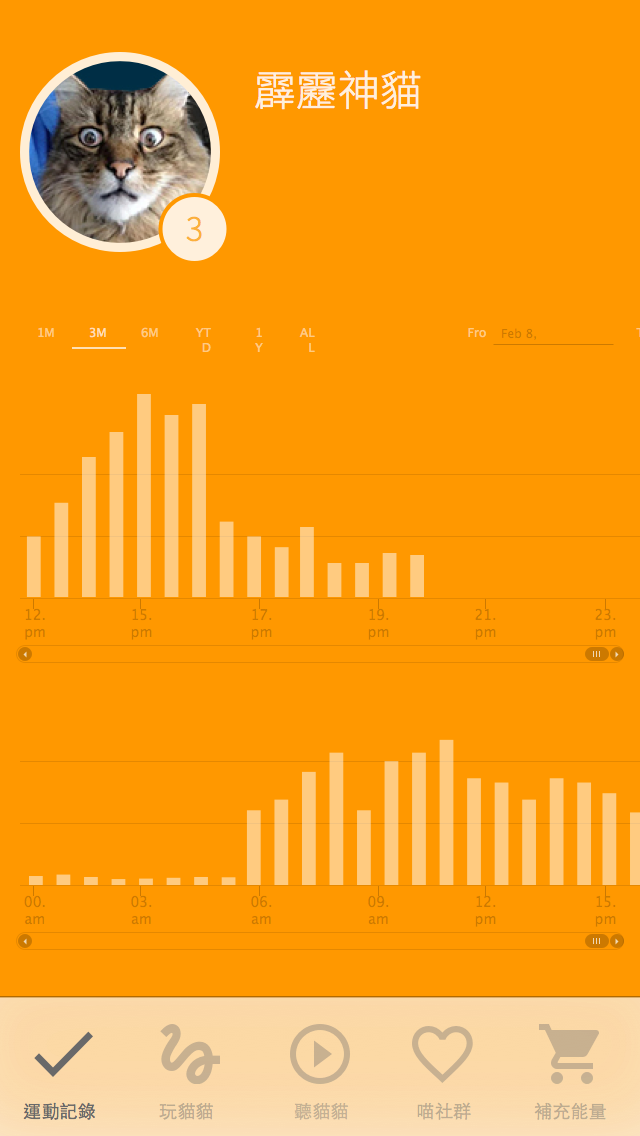 霹靂神貓
3
1M 3M 6M YT
D 1
Y AL
L Fro Feb 8,
12.
pm 15.
pm 17.
pm 19.
pm 21.
pm 23.
pm
00.
am 03.
am 06.
am 09.
am 12.
pm 15.
pm
運動記錄 玩貓貓 聽貓貓 喵社群 補充能量